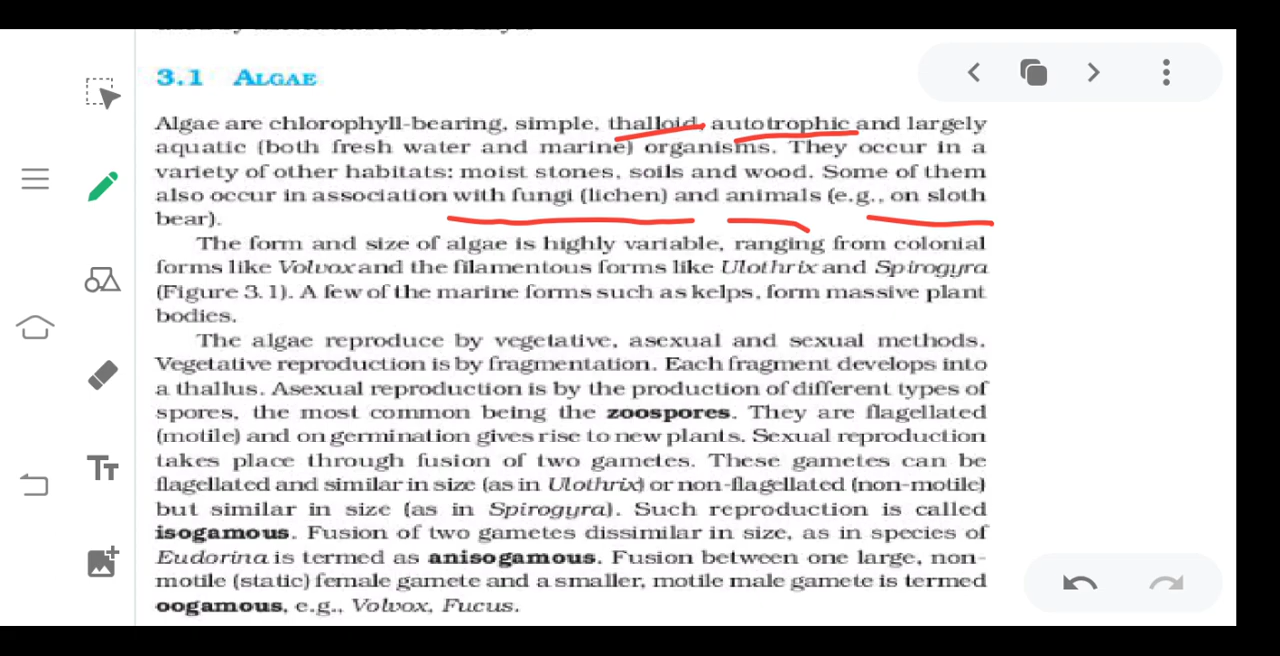 3.1 ALGAE
Algae are chlorophyll-bearing, simple, thalloid, autotrophic and largely
aquatic (both fresh water and marine) organisms. They occur in a
variety of other habitats: moist stones, soils and wood. Some of them
also occur in association with fungi (lichen) and animals (e.g., on sloth
bear).
The form and size of algae is highly variable, ranging from colonial
forms like Volvox and the filamentous forms like Ulothrix and Spirogyra
(Figure 3.1). A few of the marine forms such as kelps, form massive plant
bodies.
The algae reproduce by vegetative, asexual and sexual methods.
Vegetative reproduction is by fragmentation. Each fragment develops into
a thallus. Asexual reproduction is by the production of different types of
spores, the most common being the zoospores. They are flagellated
(motile) and on germination gives rise to new plants. Sexual reproduction
takes place through fusion of two gametes. These gametes can be
flagellated and similar in size (as in Ulothrix) or non-flagellated (non-motile)
but similar in size (as in Spirogyra). Such reproduction is called
isogamous. Fusion of two gametes dissimilar in size, as in species of
Eudorina is termed as anisogamous. Fusion between one large, non-
motile (static) female gamete and a smaller, motile male gamete is termed
oogamous, e.g., Volvox, Fucus.
TT